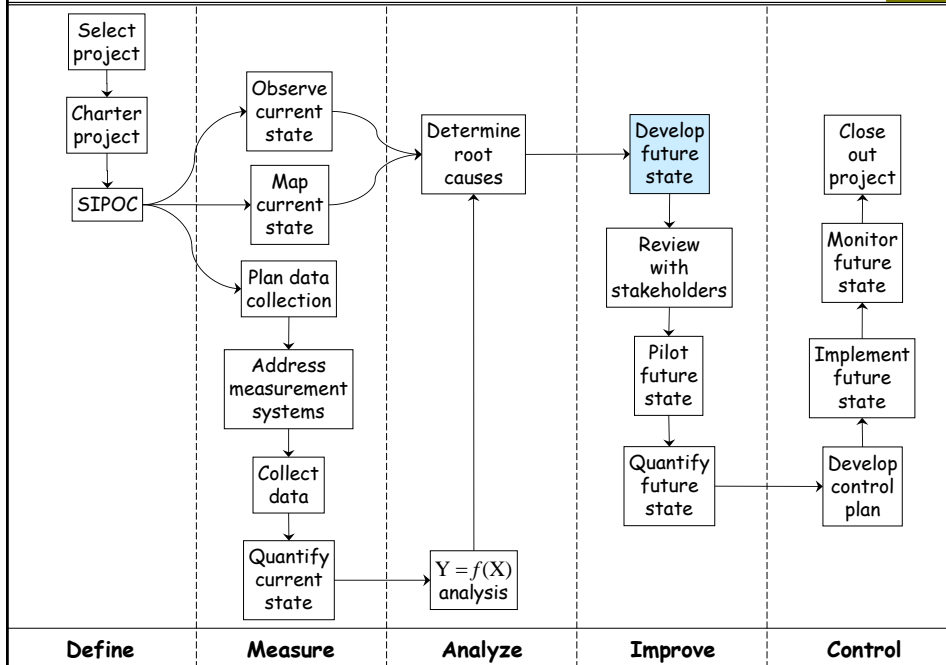 Select
project
Charter
project
SIPOC
Observe
current
state
Map
current
state
Plan data
collection
Address
measurement
systems
Collect
data
Quantify
current
state
Determine
root
causes
Y = f(X)
analysis
Develop
future
state
Review
with
stakeholders
Pilot
future
state
Quantify
future
state
Close
out
project
Monitor
future
state
Implement
future
state
Develop
control
plan
Define
Measure
Analyze
Improve
Control